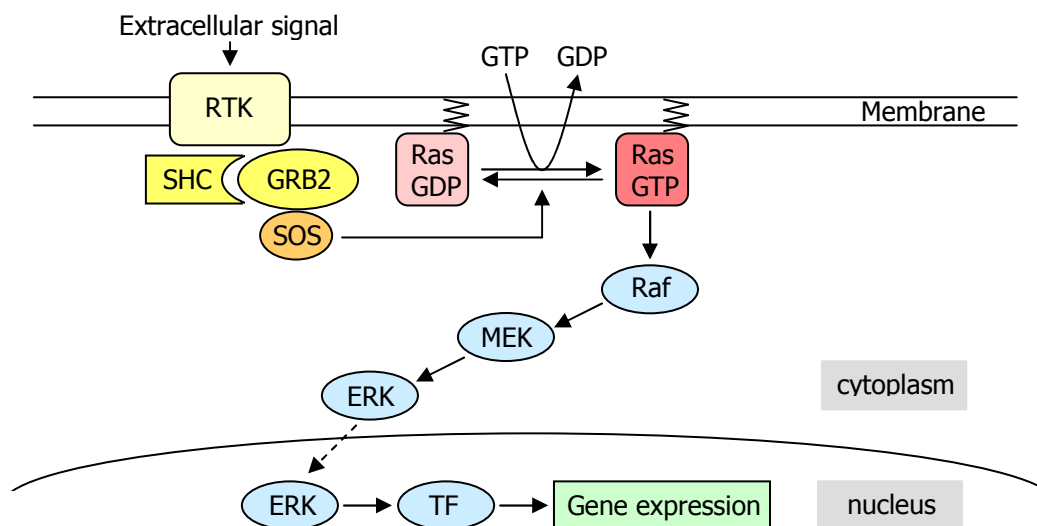 Extracellular signal
GTP
GDP
RTK
Membrane
SHC
GRB2
Ras
GDP
Ras
GTP
SOS
Raf
MEK
ERK
cytoplasm
ERK
TF
Gene expression
nucleus